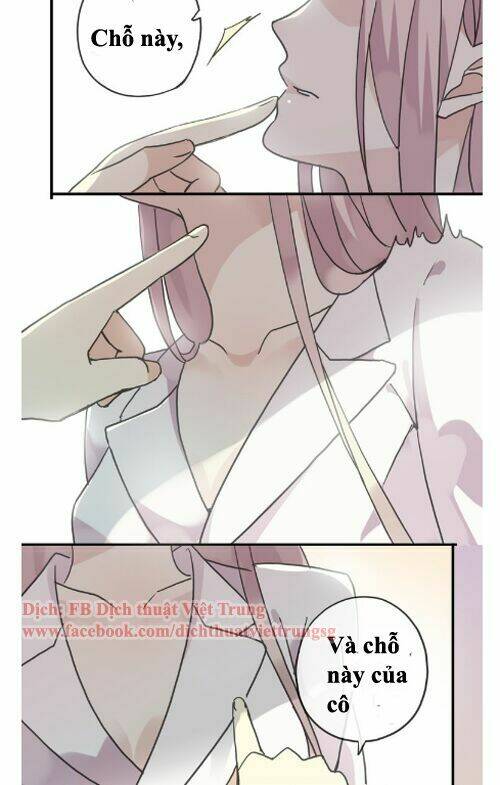 Chỗ này,
Dịch: FB Dịch thuật Việt Trung
www.facebook.com/dichthuatviettrungsg
Và chỗ
này của
cô